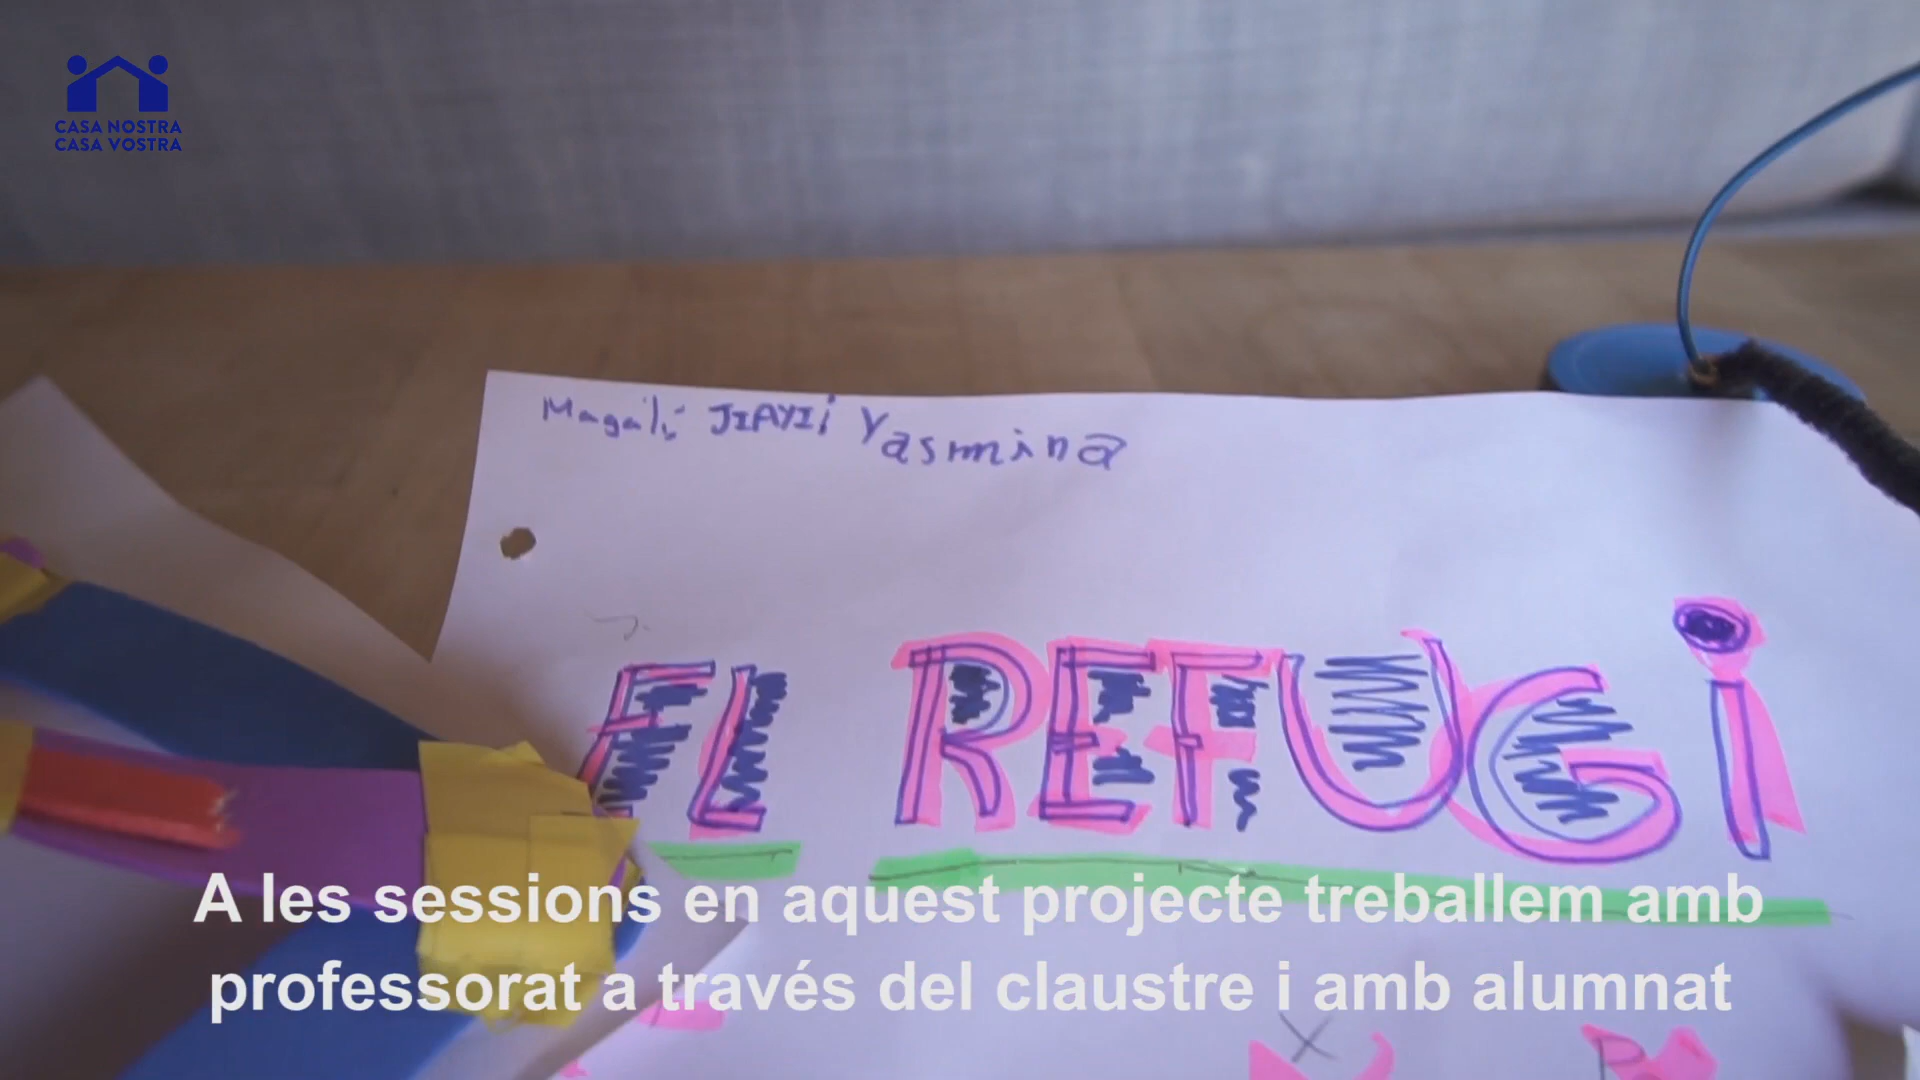 CASA NOSTRA
CASA VOSTRA
Magalí JIAYI i Yasmina
EL REFUGi
A les sessions en aquest projecte treballem amb
professorat a través del claustre i amb alumnat